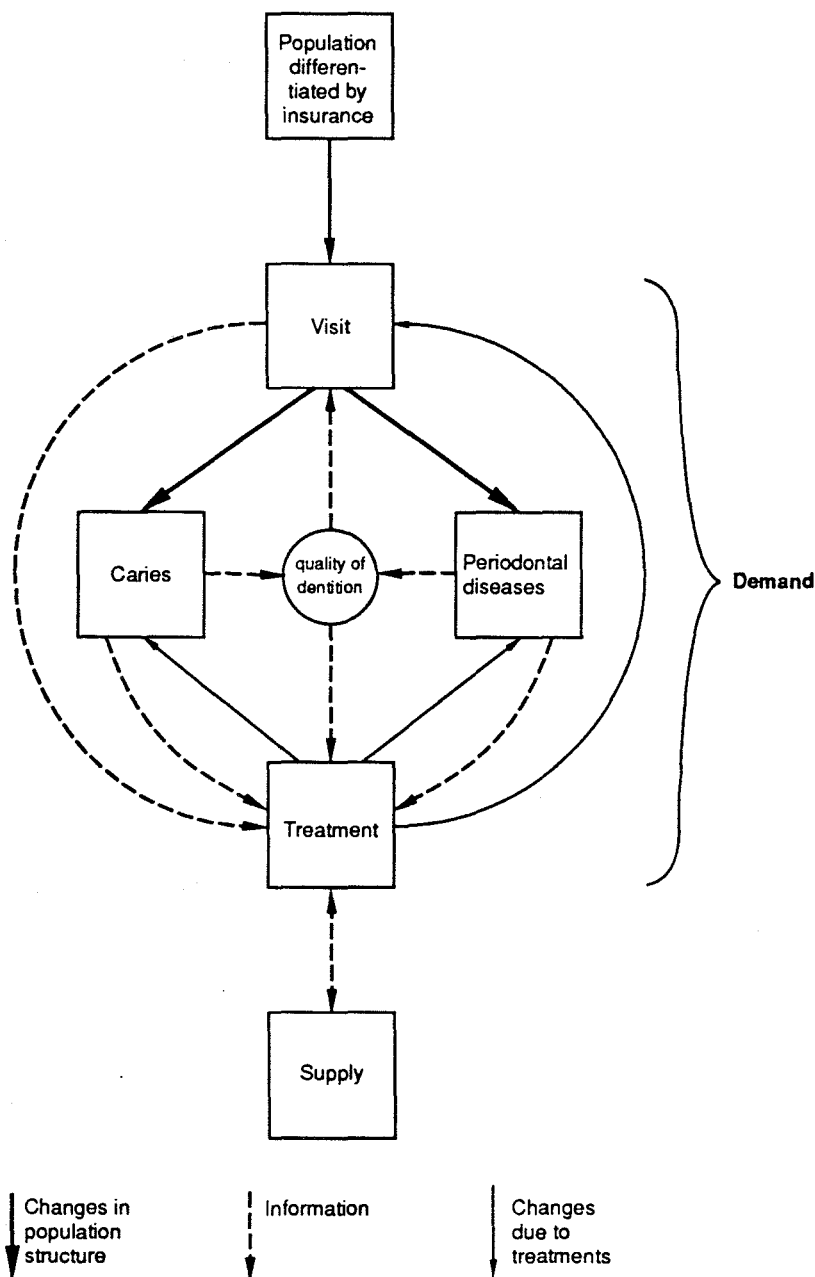 Population
differen-
tiated by
insurance
Visit
Caries
quality of
dentition
Periodontal
diseases
Demand
Treatment
Supply
Changes in
population
structure
Information
Changes
due to
treatments